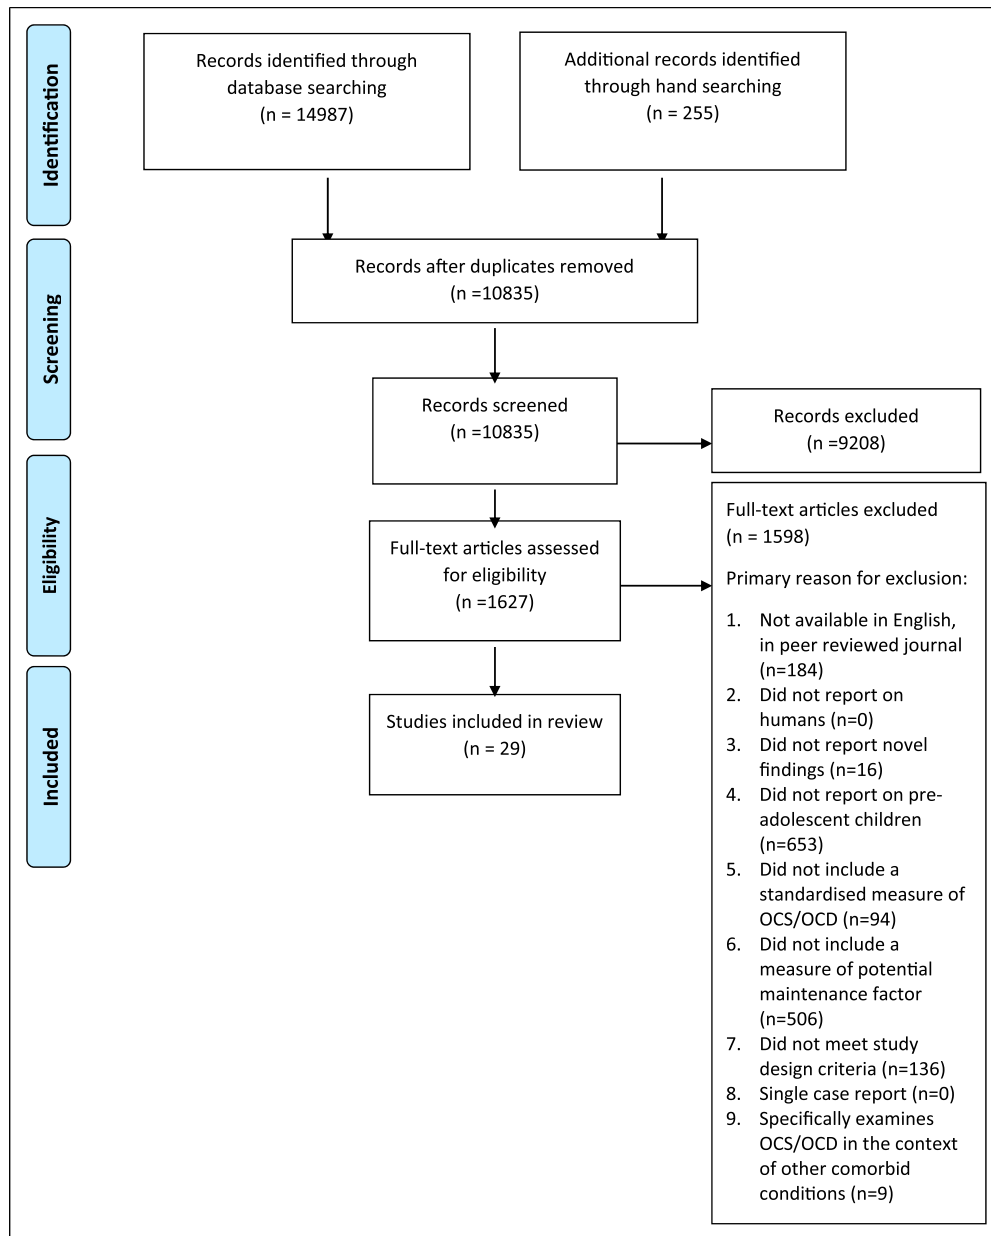 Identification
Records identified through
database searching
(n = 14987)
Additional records identified
through hand searching
(n = 255)
Screening
Records after duplicates removed
(n =10835)
Records screened
(n =10835)
Records excluded
(n =9208)
Eligibility
Full-text articles assessed
for eligibility
(n =1627)
Full-text articles excluded
(n = 1598)
Primary reason for exclusion:
1. Not available in English,
in peer reviewed journal
(n=184)
2. Did not report on
humans (n=0)
3. Did not report novel
findings (n=16)
4. Did not report on pre-
adolescent children
(n=653)
5. Did not include a
standardised measure of
OCS/OCD (n=94)
6. Did not include a
measure of potential
maintenance factor
(n=506)
7. Did not meet study
design criteria (n=136)
8. Single case report (n=0)
9. Specifically examines
OCS/OCD in the context
of other comorbid
conditions (n=9)
Included
Studies included in review
(n = 29)